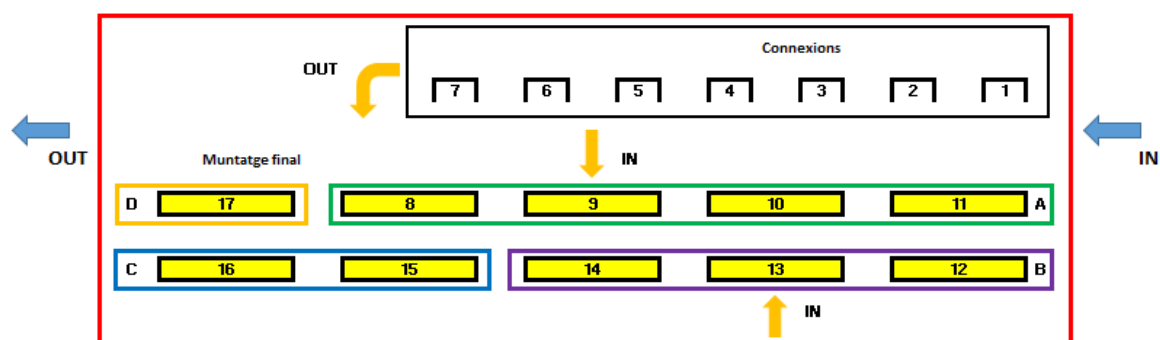 Connexions
OUT
7 6 5 4 3 2 1
OUT
IN
Muntatge final
IN
D 17 8 9 10 11 A
C 16 15 14 13 12 B
IN